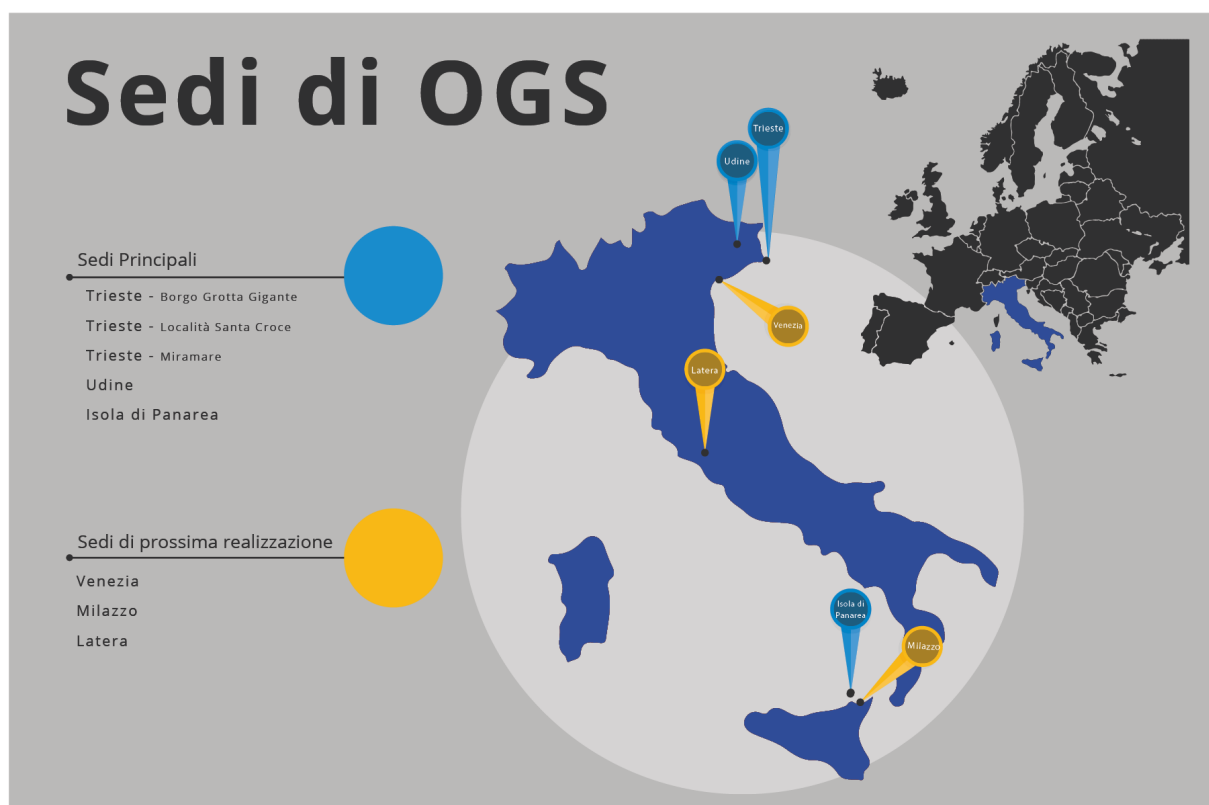 Sedi di OGS
Sedi Principali
Trieste - Borgo Grotta Gigante
Trieste - Località Santa Croce
Trieste - Miramare
Udine
Isola di Panarea
Sedi di prossima realizzazione
Venezia
Milazzo
Latera
Trieste
Udine
Venezia
Latera
Isola di
Panarea
Milazzo